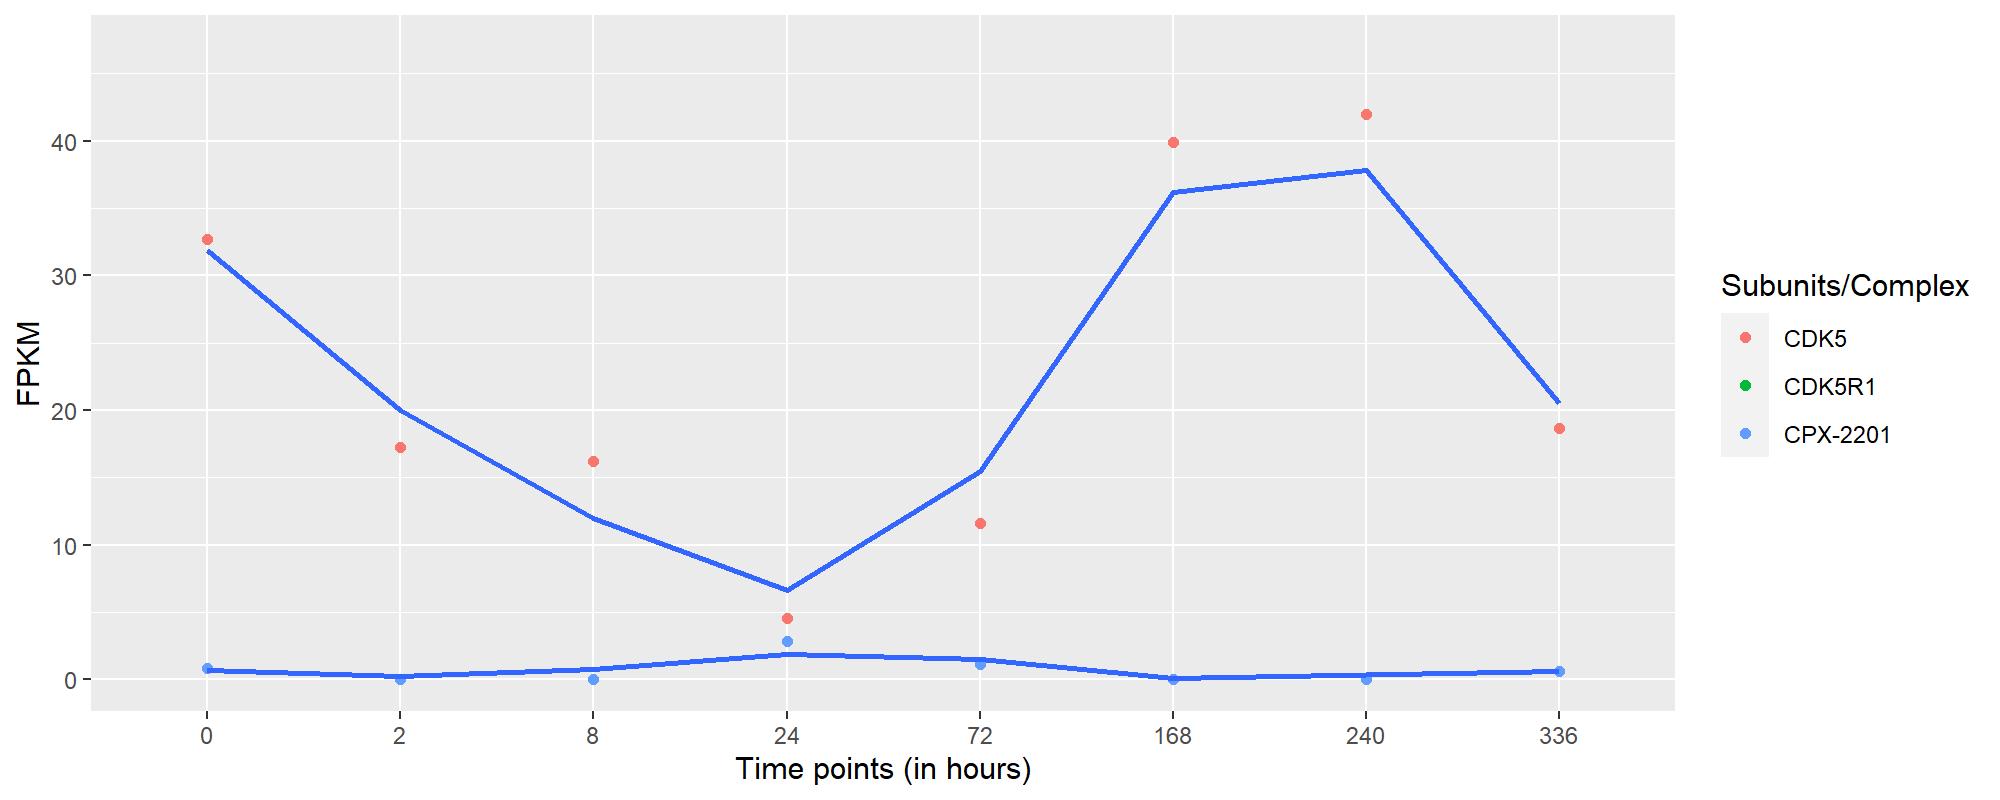 40
30
20
10
0
FPKM
0 2 8 24 72 168 240 336
Time points (in hours)
Subunits/Complex
CDK5
CDK5R1
CPX-2201